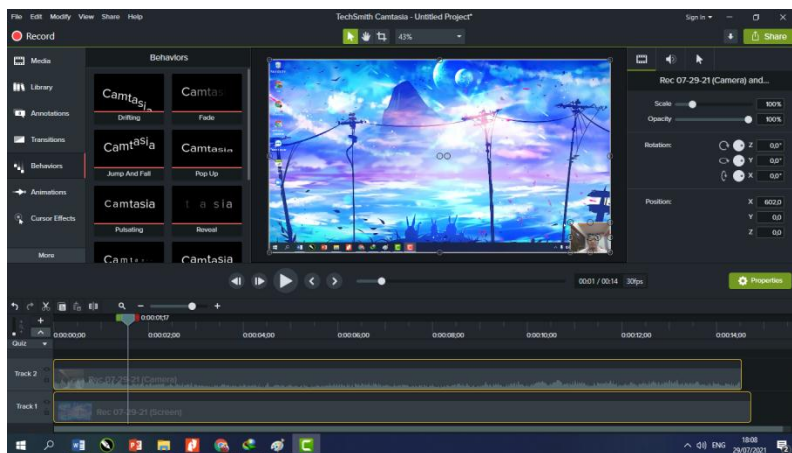 File Edit Modify View Share Help
TechSmith Camtasia - Untitled Project*
Sign in
Record
43%
Share
Media
Library
Annotations
Transitions
Behaviors
Animations
Cursor Effects
More
Behaviors
Camtasia
Drifting
Camtas
Fade
Camtasia
Jump And Fall
Camtasia
Pop Up
Camtasia
Pulsating
t a sia
Reveal
Camtasia
Rec 07-29-21 (Camera) and...
Scale 100%
Opacity 100%
Rotation: Z 0,0°
Y 0,0°
X 0,0°
Position: X 602,0
Y 0,0
Z 0,0
00:01 / 00:14 30fps
Properties
0:00:01;17
0:00:00;00 0:00:02;00 0:00:04;00 0:00:06;00 0:00:08;00 0:00:10;00 0:00:12;00 0:00:14;00
Quiz
Track 2
Rec 07-29-21 (Camera)
Track 1
Rec 07-29-21 (Screen)
ENG
18:08
29/07/2021